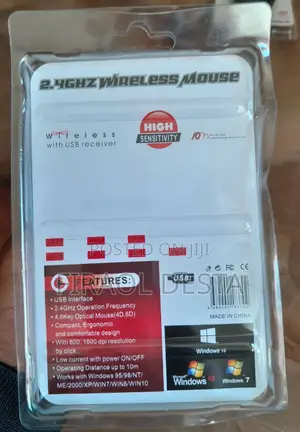 2.4GHZ WIRELESS MOUSE
Wireless
with USB receiver
HIGH
SENSITIVITY
10m
POSTED ON JIJI
FIRAOL DESTA
FEATURES:
USB:
• USB Interface
• 2.4GHz Operation Frequency
• 4,6Key Optical Mouse(4D,6D)
• Compact, Ergonomic
and comfortable design
• With 800, 1600 dpi resolution
by click
• Low current with power ON/OFF
• Operating Distance up to 10m
• Works with Windows 95/98/NT/
ME/2000/XP/WIN7/WIN8/WIN10
CE
MADE IN CHINA
Windows 10
Windows
Windows 7